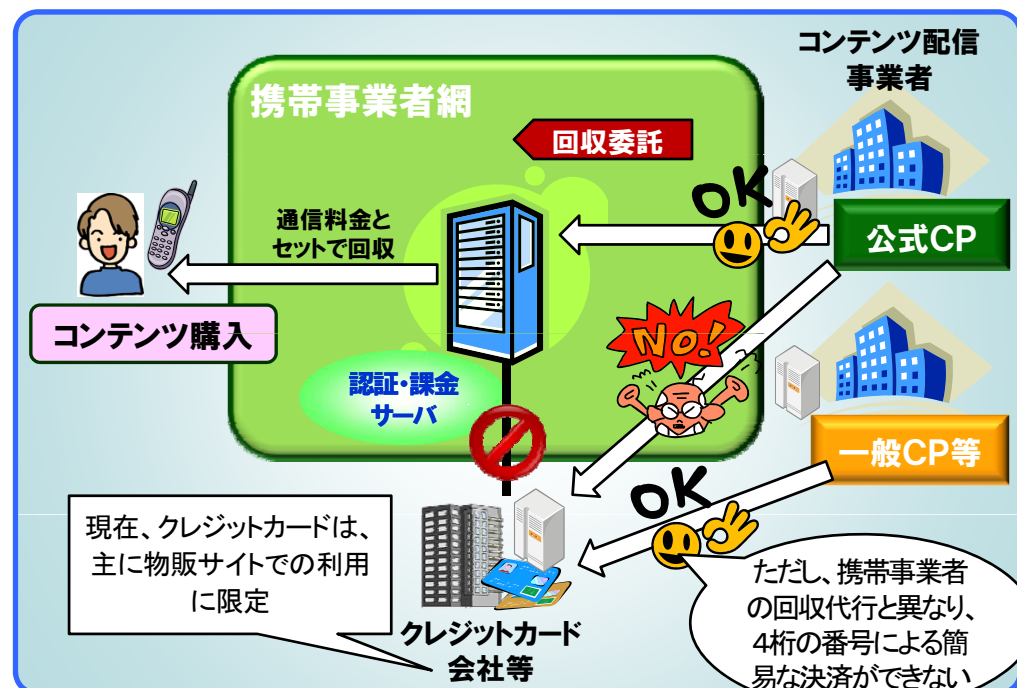 コンテンツ配信
事業者
携帯事業者網
回収委託
OK
公式CP
通信料金と
セットで回収
コンテンツ購入
No!
認証・課金
サーバ
一般CP等
OK
現在、クレジットカードは、
主に物販サイトでの利用
に限定
クレジットカード
会社等
ただし、携帯事業者
の回収代行と異なり、
4桁の番号による簡
易な決済ができない